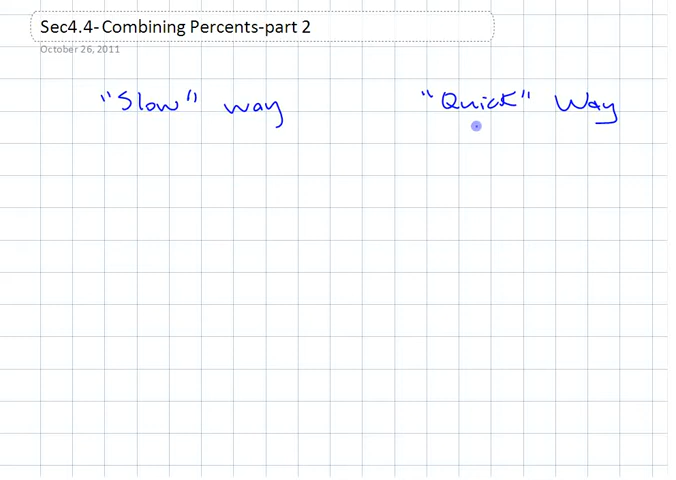 Sec4.4- Combining Percents-part 2
October 26, 2011
"Slow" way "Quick" Way